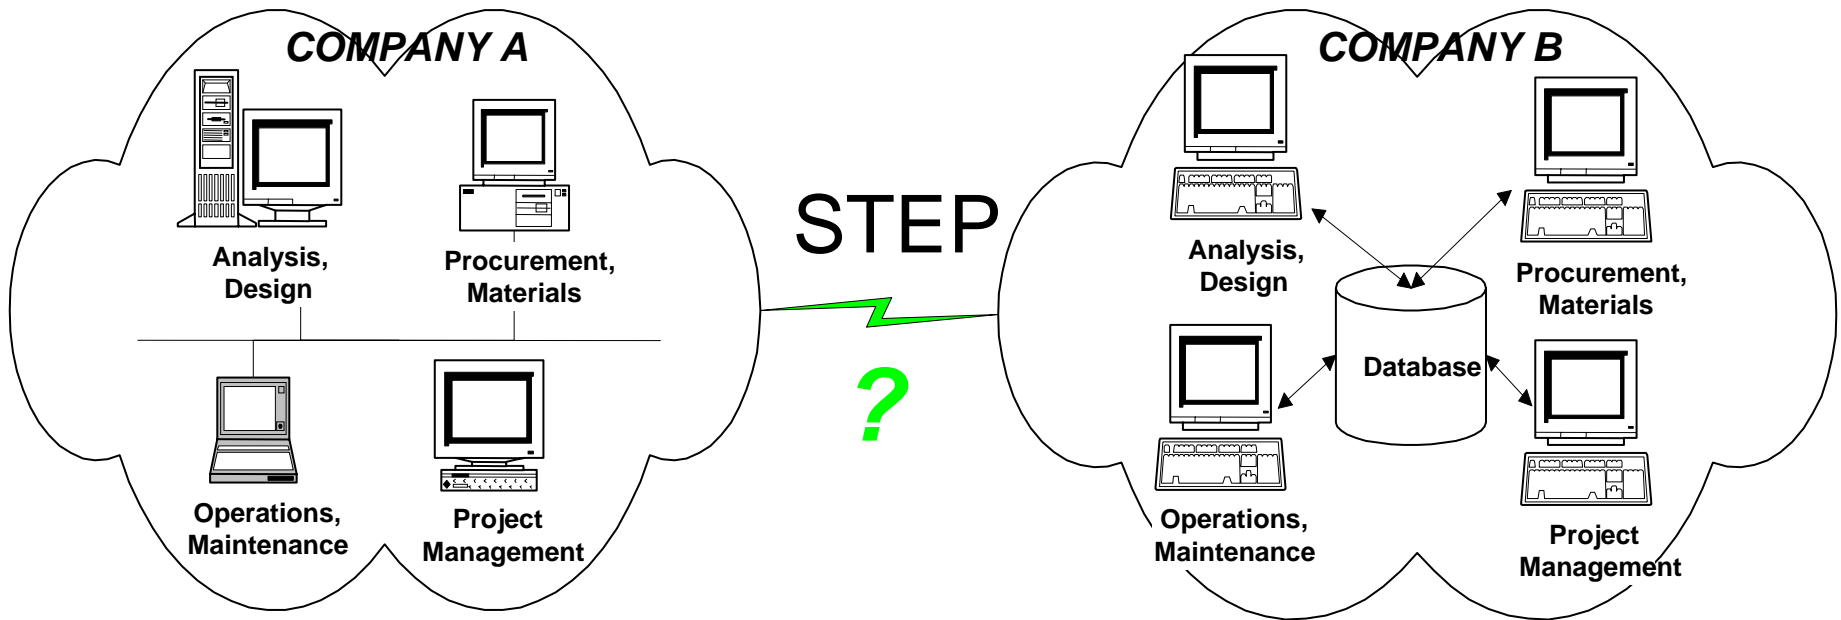 COMPANY A
Analysis,
Design
Procurement,
Materials
Operations,
Maintenance
Project
Management
STEP
?
COMPANY B
Analysis,
Design
Procurement,
Materials
Database
Operations,
Maintenance
Project
Management